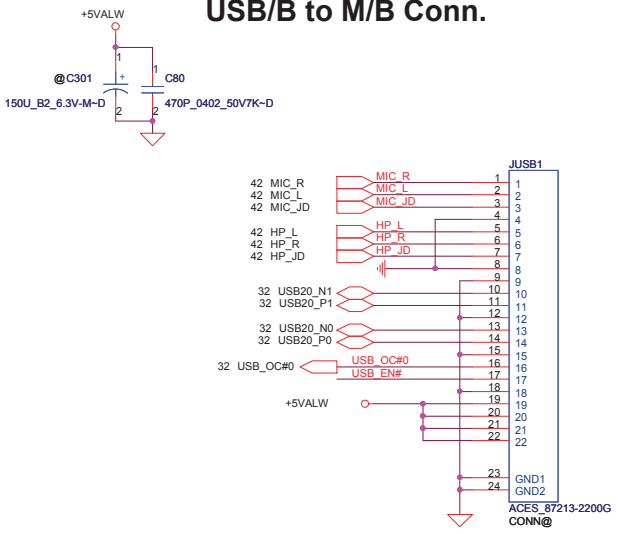 USB/B to M/B Conn.
+5VALW
1
1
@C301
+
C80
150U_B2_6.3V-M~D
2
2
470P_0402_50V7K~D
JUSB1
42 MIC_R MIC_R 1 1
42 MIC_L MIC_L 2 2
42 MIC_JD MIC_JD 3 3
4 4
42 HP_L HP_L 5 5
42 HP_R HP_R 6 6
42 HP_JD HP_JD 7 7
8 8
9 9
32 USB20_N1 10 10
32 USB20_P1 11 11
12 12
32 USB20_N0 13 13
32 USB20_P0 14 14
15 15
32 USB_OC#0 USB_OC#0 16 16
USB_EN# 17 17
18 18
+5VALW 19 19
20 20
21 21
22 22
23 GND1
24 GND2
ACES_87213-2200G
CONN@